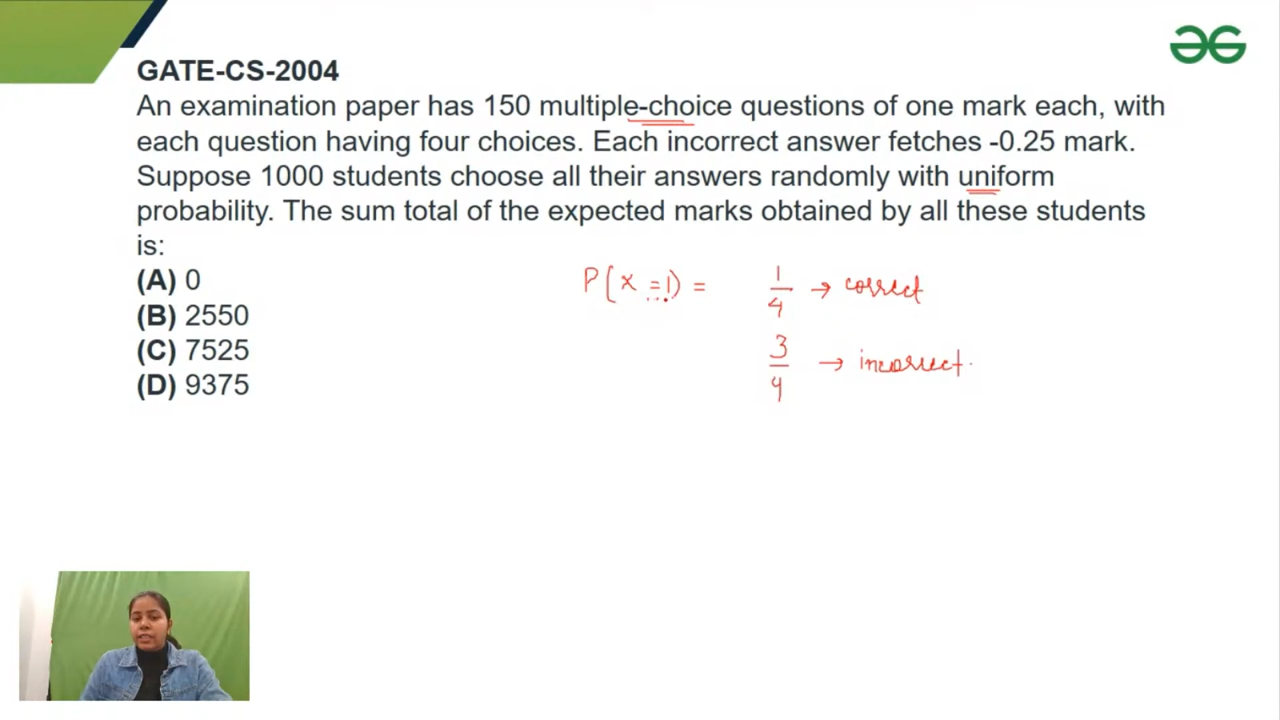 GATE-CS-2004
An examination paper has 150 multiple-choice questions of one mark each, with
each question having four choices. Each incorrect answer fetches -0.25 mark.
Suppose 1000 students choose all their answers randomly with uniform
probability. The sum total of the expected marks obtained by all these students
is:
(A) 0
(B) 2550
(C) 7525
(D) 9375
P(x=1) = 1/4 → correct
3/4 → incorrect.